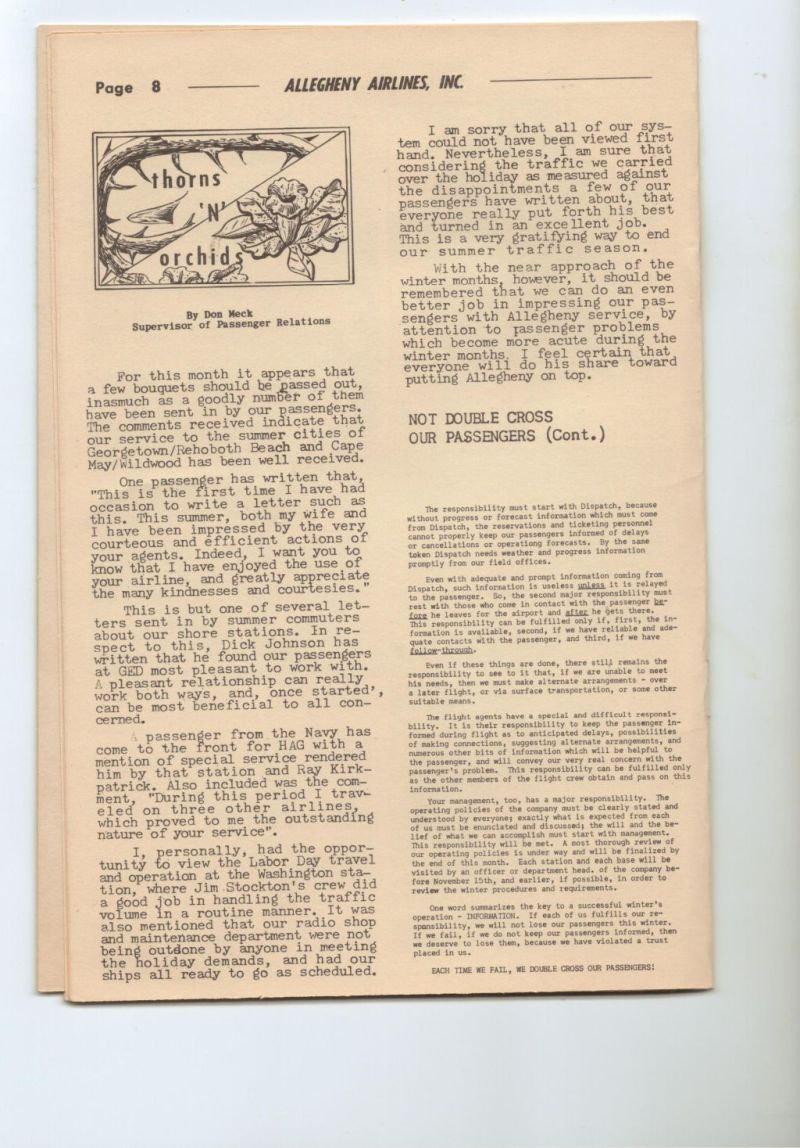 Page 8
ALLEGHENY AIRLINES, INC.
thorns
'N'
orchids
By Don Meck
Supervisor of Passenger Relations
For this month it appears that
a few bouquets should be passed out,
inasmuch as a goodly number of them
have been sent in by our passengers.
The comments received indicate that
our service to the summer cities of
Georgetown/Rehoboth Beach and Cape
May/Wildwood has been well received.
One passenger has written that,
"This is the first time I have had
occasion to write a letter such as
this. This summer, both my wife and
I have been impressed by the very
courteous and efficient actions of
your agents. Indeed, I want you to
know that I have enjoyed the use of
your airline, and greatly appreciate
the many kindnesses and courtesies."
This is but one of several let-
ters sent in by summer commuters
about our shore stations. In re-
spect to this, Dick Johnson has
written that he found our passengers
at GED most pleasant to work with.
A pleasant relationship can really
work both ways, and, once started',
can be most beneficial to all con-
cerned.
A passenger from the Navy has
come to the front for HAG with a
mention of special service rendered
him by that station and Ray Kirk-
patrick. Also included was the com-
ment, "During this period I trav-
eled on three other airlines,
which proved to me the outstanding
nature of your service".
I, personally, had the oppor-
tunity to view the Labor Day travel
and operation at the Washington sta-
tion, where Jim Stockton's crew did
a good job in handling the traffic
volume in a routine manner. It was
also mentioned that our radio shop
and maintenance department were not
being outdone by anyone in meeting
the holiday demands, and had our
ships all ready to go as scheduled.
I am sorry that all of our sys-
tem could not have been viewed first
hand. Nevertheless, I am sure that
considering the traffic we carried
over the holiday as measured against
the disappointments a few of our
passengers have written about, that
everyone really put forth his best
and turned in an excellent job.
This is a very gratifying way to end
our summer traffic season.
With the near approach of the
winter months, however, it should be
remembered that we can do an even
better job in impressing our pas-
sengers with Allegheny service, by
attention to passenger problems
which become more acute during the
winter months. I feel certain that
everyone will do his share toward
putting Allegheny on top.
NOT DOUBLE CROSS
OUR PASSENGERS (Cont.)
The responsibility must start with Dispatch, because
without progress or forecast information which must come
from Dispatch, the reservations and ticketing personnel
cannot properly keep our passengers informed of delays
or cancellations or operationg forecasts. By the same
token Dispatch needs weather and progress information
promptly from our field offices.
Even with adequate and prompt information coming from
Dispatch, such information is useless unless it is relayed
to the passenger. So, the second major responsibility must
rest with those who come in contact with the passenger be-
fore he leaves for the airport and after he gets there.
This responsibility can be fulfilled only if, first, the in-
formation is available, second, if we have reliable and ade-
quate contacts with the passenger, and third, if we have
follow-through.
Even if these things are done, there still remains the
responsibility to see to it that, if we are unable to meet
his needs, then we must make alternate arrangements - over
a later flight, or via surface transportation, or some other
suitable means.
The flight agents have a special and difficult responsi-
bility. It is their responsibility to keep the passenger in-
formed during flight as to anticipated delays, possibilities
of making connections, suggesting alternate arrangements, and
numerous other bits of information which will be helpful to
the passenger, and will convey our very real concern with the
passenger's problem. This responsibility can be fulfilled only
as the other members of the flight crew obtain and pass on this
information.
Your management, too, has a major responsibility. The
operating policies of the company must be clearly stated and
understood by everyone; exactly what is expected from each
of us must be enunciated and discussed; the will and the be-
lief of what we can accomplish must start with management.
This responsibility will be met. A most thorough review of
our operating policies is under way and will be finalized by
the end of this month. Each station and each base will be
visited by an officer or department head. of the company be-
fore November 15th, and earlier, if possible, in order to
review the winter procedures and requirements.
One word summarizes the key to a successful winter's
operation - INFORMATION. If each of us fulfills our re-
sponsibility, we will not lose our passengers this winter.
If we fail, if we do not keep our passengers informed, then
we deserve to lose them, because we have violated a trust
placed in us.
EACH TIME WE FAIL, WE DOUBLE CROSS OUR PASSENGERS!